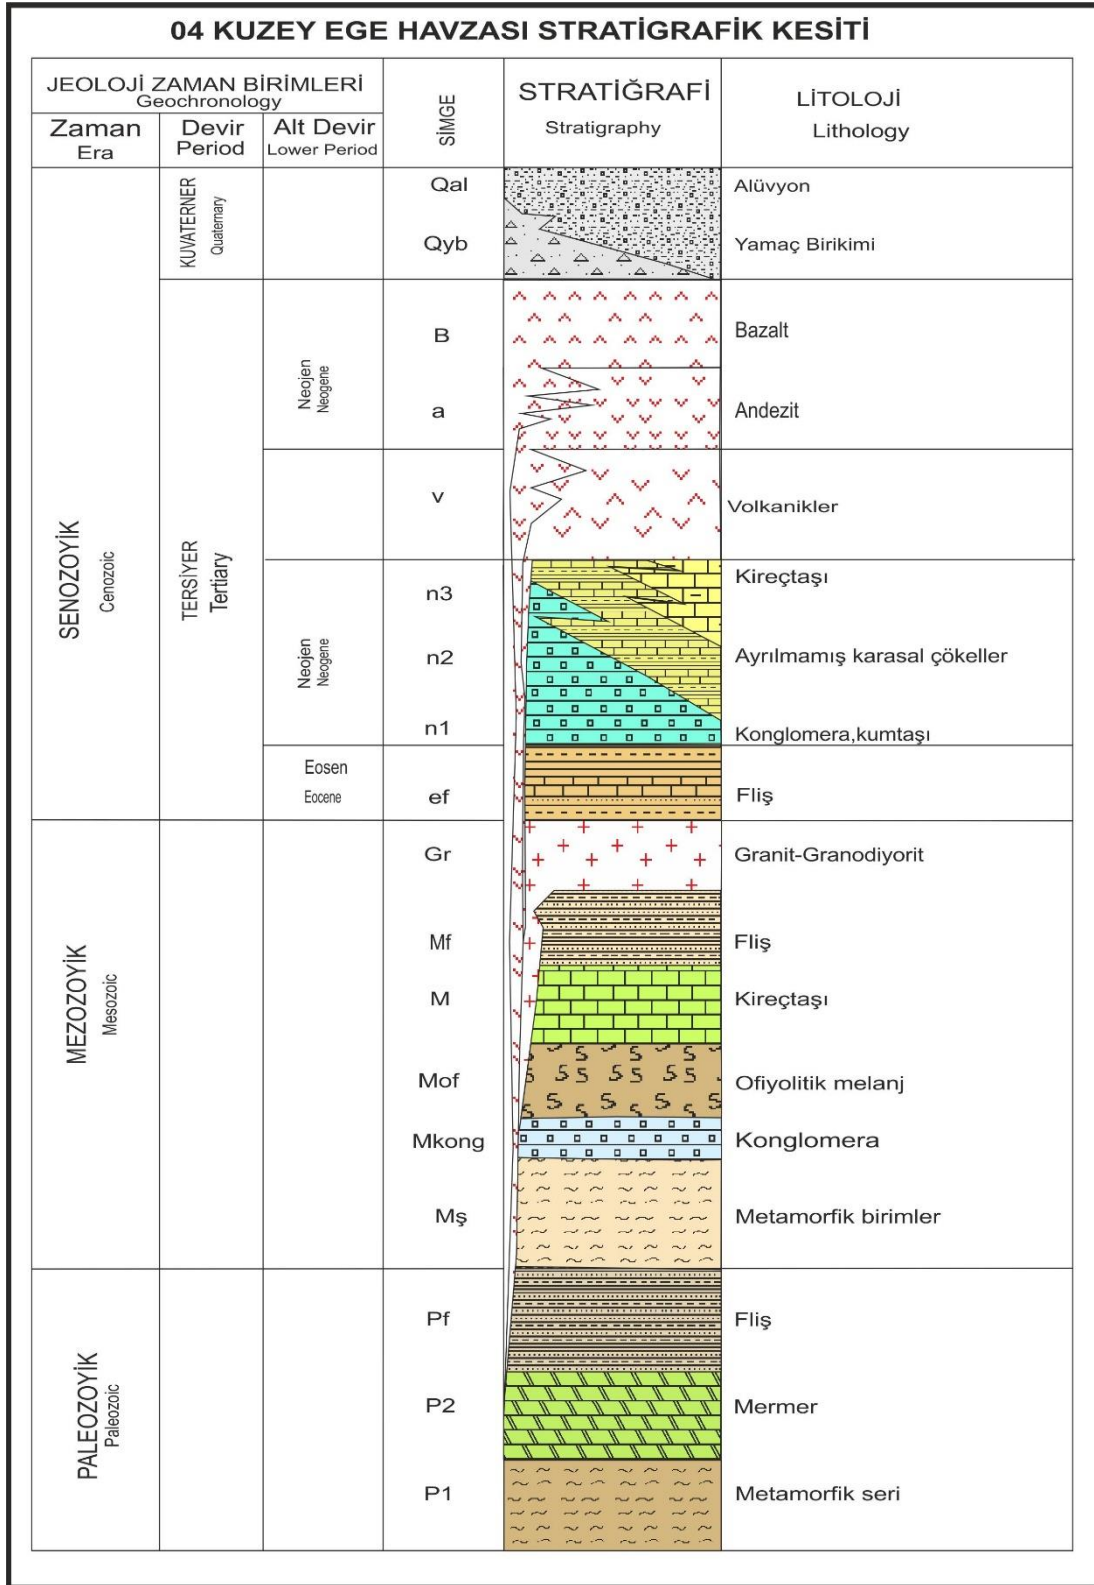 04 KUZEY EGE HAVZASI STRATİGRAFİK KESİTİ
JEOLOJİ ZAMAN BİRİMLERİ
Geochronology
Zaman
Era
Devir
Period
Alt Devir
Lower Period
SİMGE
STRATİĞRAFİ
Stratigraphy
LİTOLOJİ
Lithology
SENOZOYİK
Cenozoic
KUVATERNER
Quaternary
Qal
Alüvyon
Qyb
Yamaç Birikimi
TERSİYER
Tertiary
Neojen
Neogene
B
Bazalt
a
Andezit
v
Volkanikler
Neojen
Neogene
n3
Kireçtaşı
n2
Ayrılmamış karasal çökeller
n1
Konglomera,kumtaşı
Eosen
Eocene
ef
Fliş
MEZOZOYİK
Mesozoic
Gr
Granit-Granodiyorit
Mf
Fliş
M
Kireçtaşı
Mof
Ofiyolitik melanj
Mkong
Konglomera
Mş
Metamorfik birimler
PALEOZOYİK
Paleozoic
Pf
Fliş
P2
Mermer
P1
Metamorfik seri